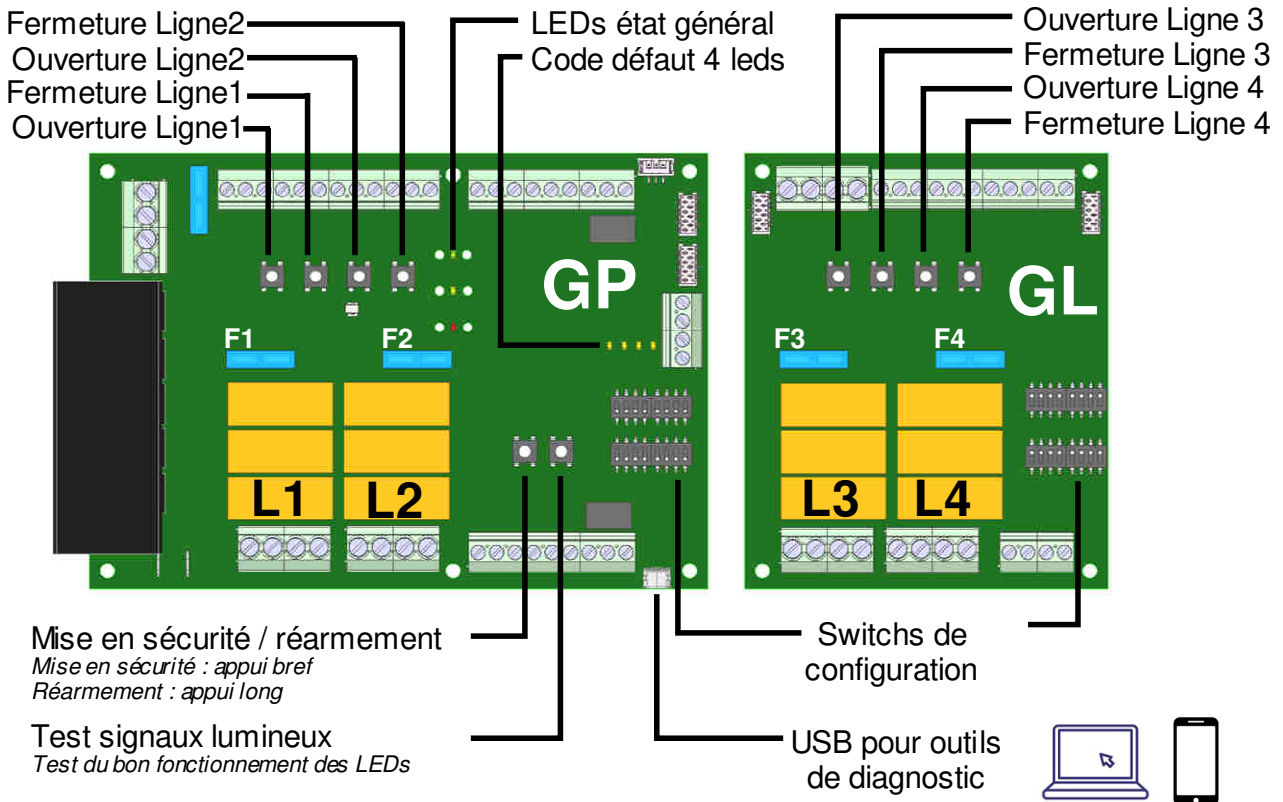 Fermeture Ligne2
Ouverture Ligne2
Fermeture Ligne1
Ouverture Ligne1
LEDs état général
Code défaut 4 leds
Ouverture Ligne 3
Fermeture Ligne 3
Ouverture Ligne 4
Fermeture Ligne 4
GP
GL
F1
F2
F3
F4
L1
L2
L3
L4
Mise en sécurité / réarmement
Mise en sécurité : appui bref
Réarmement : appui long
Test signaux lumineux
Test du bon fonctionnement des LEDs
Switchs de
configuration
USB pour outils
de diagnostic